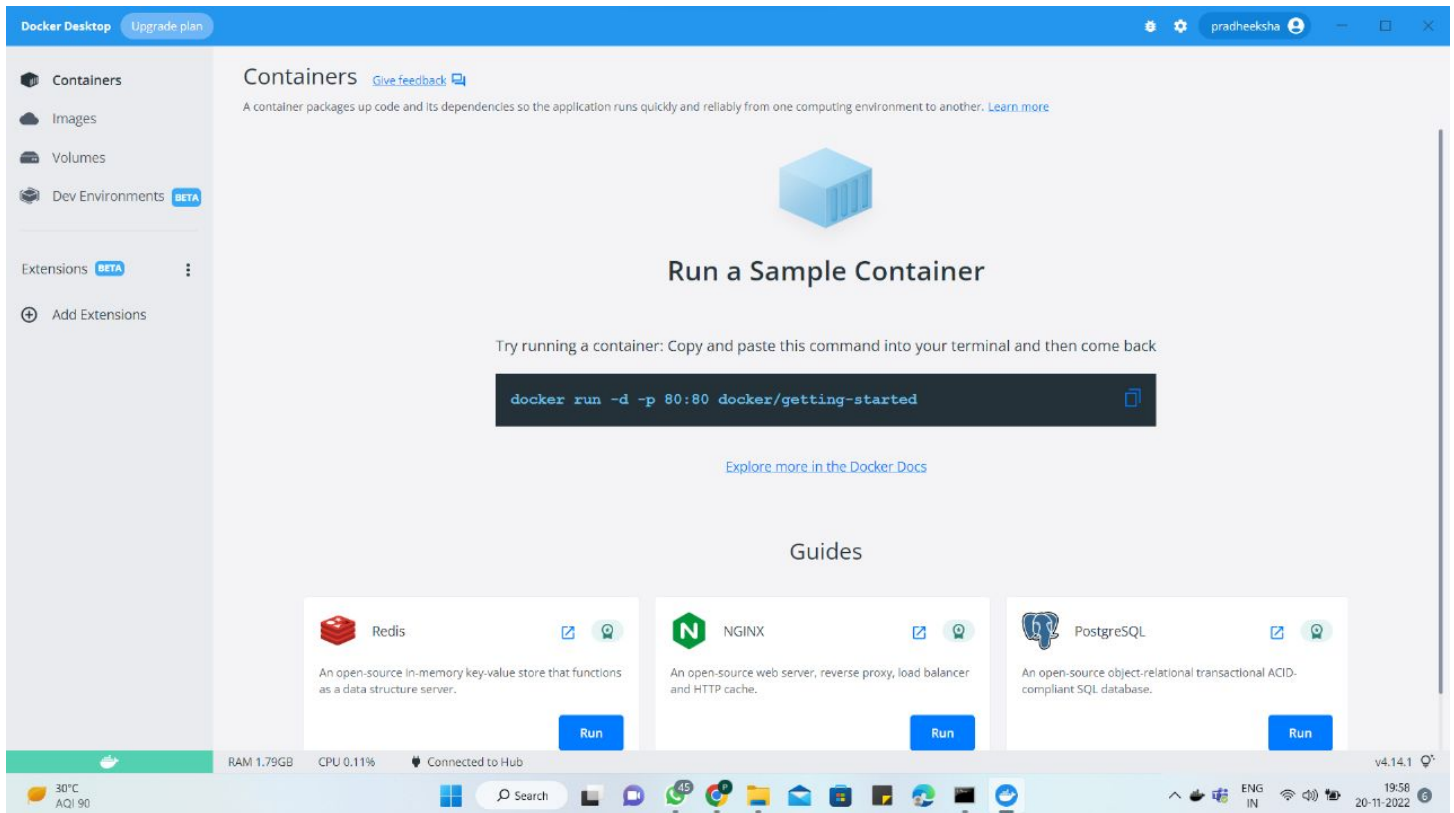 Docker Desktop Upgrade plan
pradheeksha
Containers
Images
Volumes
Dev Environments BETA
Extensions BETA
Add Extensions
Containers Give feedback
A container packages up code and its dependencies so the application runs quickly and reliably from one computing environment to another. Learn more
Run a Sample Container
Try running a container: Copy and paste this command into your terminal and then come back
docker run -d -p 80:80 docker/getting-started
Explore more in the Docker Docs
Guides
Redis
An open-source in-memory key-value store that functions
as a data structure server.
Run
NGINX
An open-source web server, reverse proxy, load balancer
and HTTP cache.
Run
PostgreSQL
An open-source object-relational transactional ACID-
compliant SQL database.
Run
RAM 1.79GB CPU 0.11% Connected to Hub
v4.14.1
30°C
AQI 90
Search
45
P
ENG
IN
19:58
20-11-2022
6